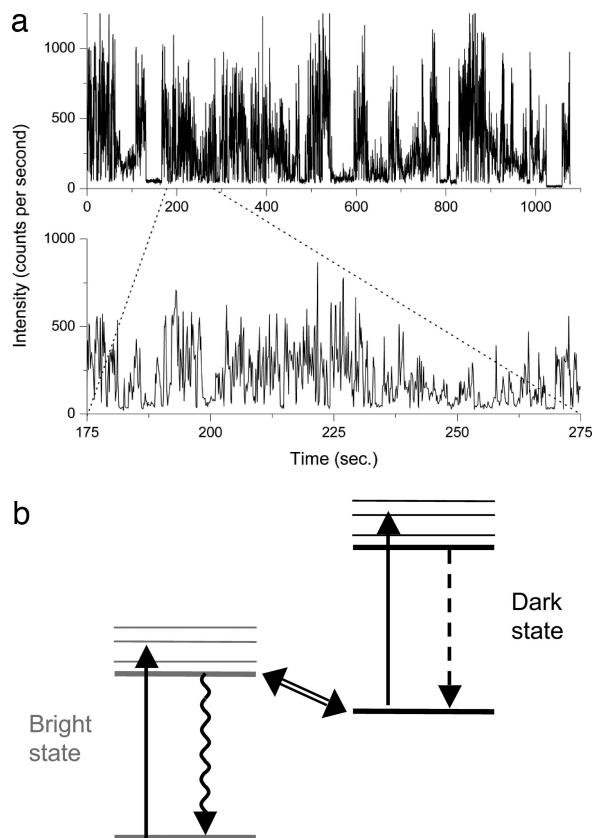 a
Intensity (counts per second)
1000
500
0
0 200 400 600 800 1000
1000
500
0
175 200 225 250 275
Time (sec.)
b
Dark
state
Bright
state